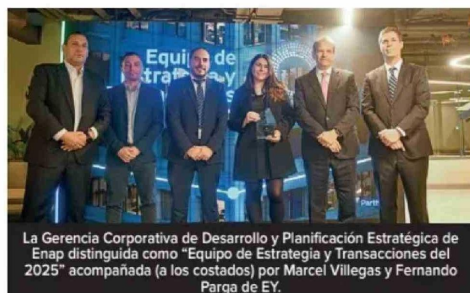 Equipo de
Estrategia y
La Gerencia Corporativa de Desarrollo y Planificación Estratégica de
Enap distinguida como “Equipo de Estrategia y Transacciones del
2025” acompañada (a los costados) por Marcel Villegas y Fernando
Parga de EY.